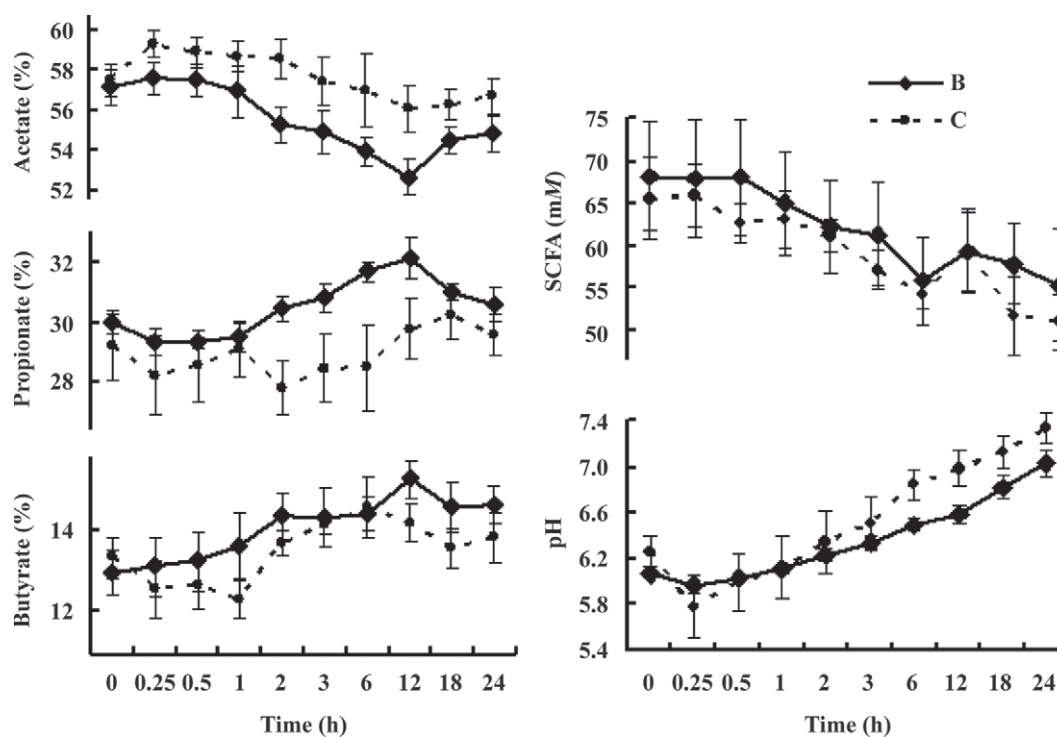 Acetate (%)
60
58
56
54
52
Propionate (%)
32
30
28
Butyrate (%)
14
12
0 0.25 0.5 1 2 3 6 12 18 24
Time (h)
B
C
SCFA (mM)
75
70
65
60
55
50
pH
7.4
7.0
6.6
6.2
5.8
5.4
0 0.25 0.5 1 2 3 6 12 18 24
Time (h)